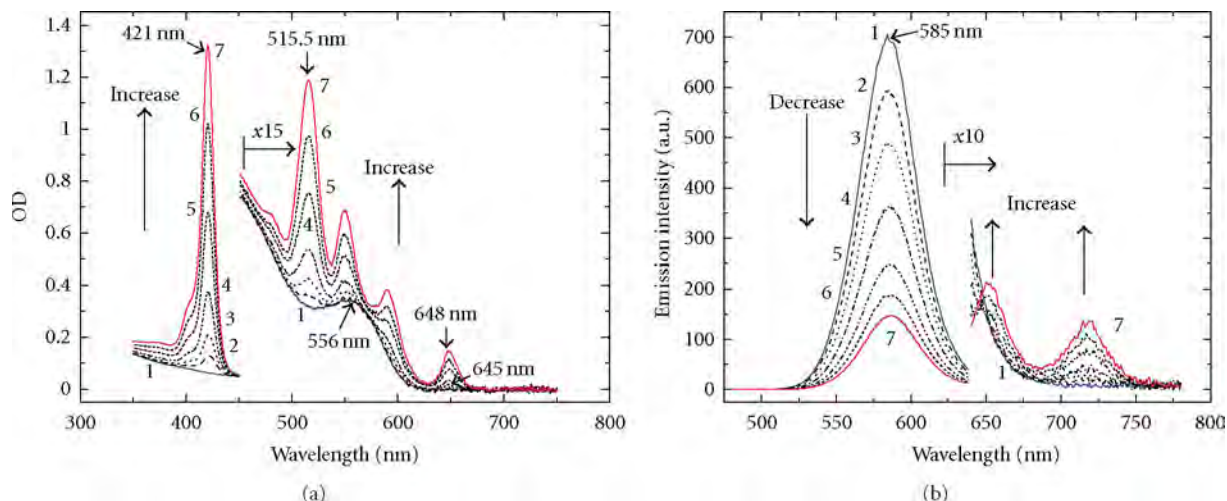 421 nm
7
515.5 nm
Increase
7
6
x15
6
5
Increase
5
4
4
3
2
1
1
556 nm
648 nm
645 nm
OD
1.4
1.2
1
0.8
0.6
0.4
0.2
0
300 400 500 600 700 800
Wavelength (nm)
(a)
1
585 nm
2
Decrease
3
x10
4
Increase
5
6
7
7
1
Emission intensity (a.u.)
700
600
500
400
300
200
100
0
500 550 600 650 700 750 800
Wavelength (nm)
(b)